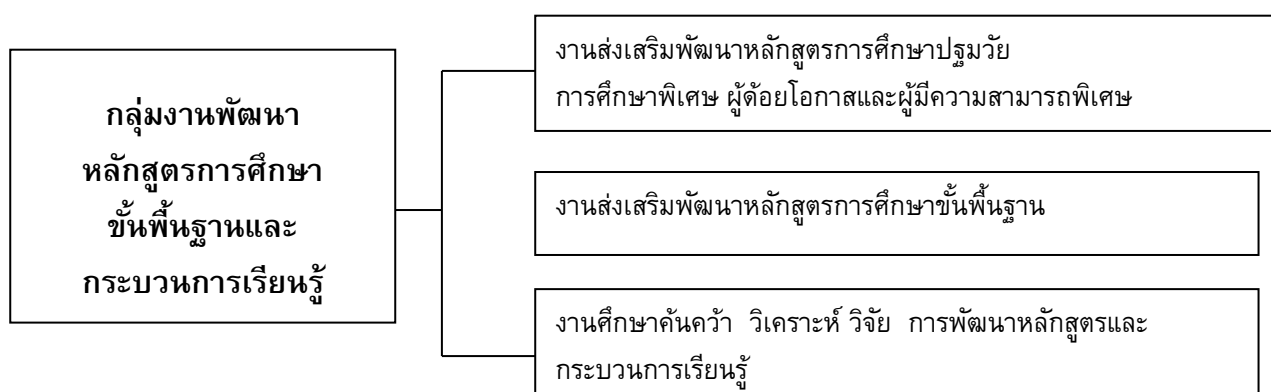 กลุ่มงานพัฒนา
หลักสูตรการศึกษา
ขั้นพื้นฐานและ
กระบวนการเรียนรู้
งานส่งเสริมพัฒนาหลักสูตรการศึกษาปฐมวัย
การศึกษาพิเศษ ผู้ด้อยโอกาสและผู้มีความสามารถพิเศษ
งานส่งเสริมพัฒนาหลักสูตรการศึกษาขั้นพื้นฐาน
งานศึกษาค้นคว้า วิเคราะห์ วิจัย การพัฒนาหลักสูตรและ
กระบวนการเรียนรู้